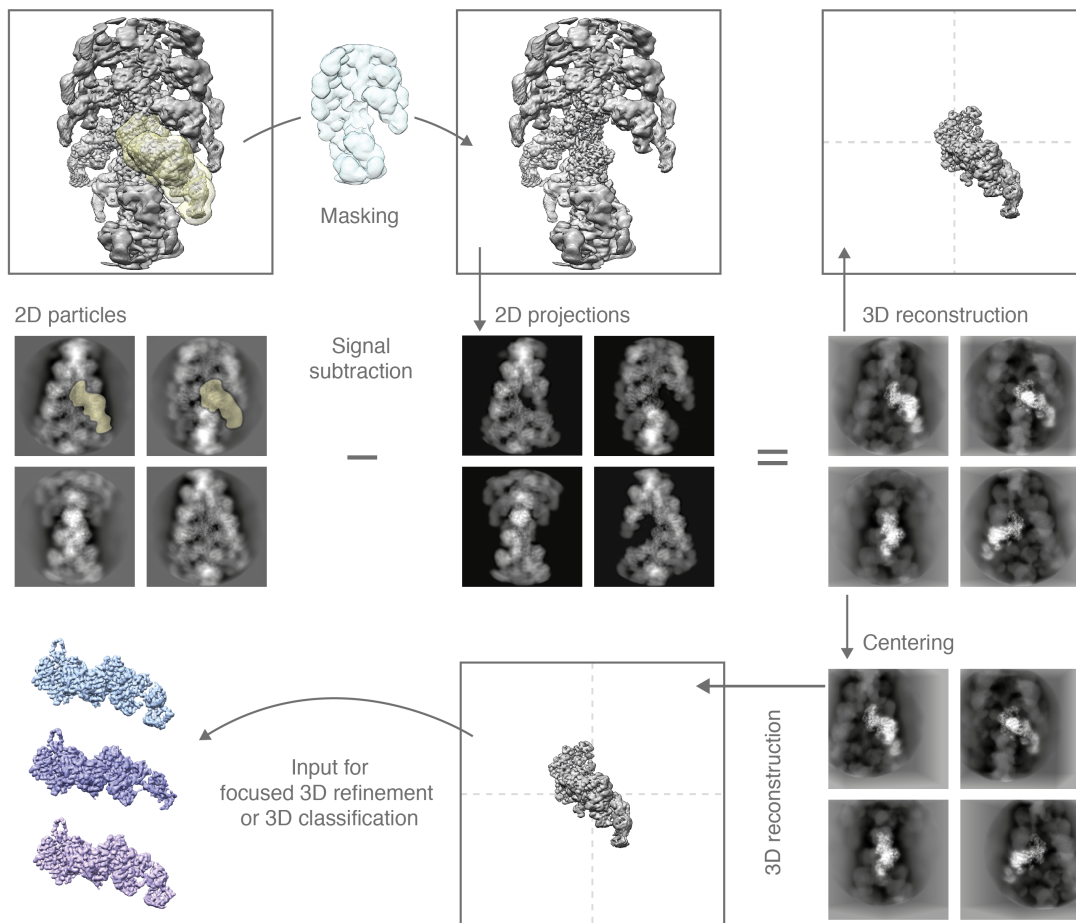 Masking
2D particles
Signal
subtraction
2D projections
3D reconstruction
–
=
Centering
3D reconstruction
Input for
focused 3D refinement
or 3D classification